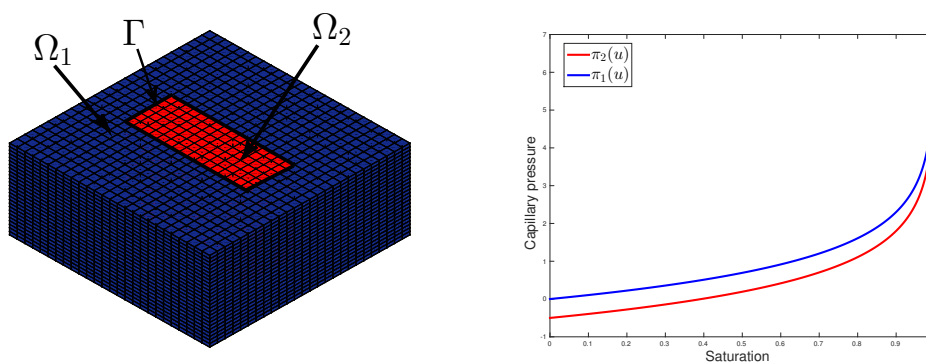 Ω₁
Γ
Ω₂
π₂(u)
π₁(u)
Capillary pressure
7
6
5
4
3
2
1
0
-1
0 0.1 0.2 0.3 0.4 0.5 0.6 0.7 0.8 0.9
Saturation